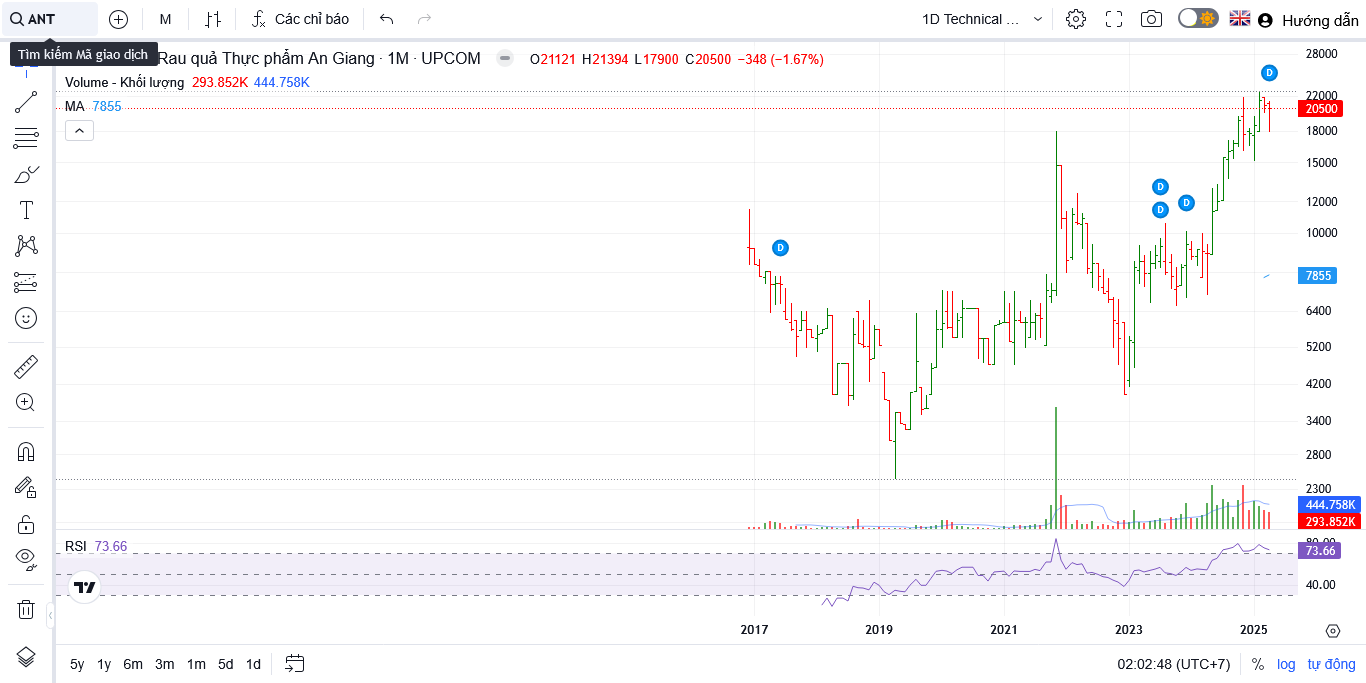 ANT M Các chỉ báo 1D Technical ... Hướng dẫn
Tìm kiếm Mã giao dịch
Rau quả Thực phẩm An Giang · 1M · UPCOM O21121 H21394 L17900 C20500 −348 (−1.67%)
Volume - Khối lượng 293.852K 444.758K
MA 7855
D
D
D
D
D
28000
22000
20500
18000
15000
12000
10000
7855
6400
5200
4200
3400
2800
2300
444.758K
293.852K
RSI 73.66
80.00
73.66
40.00
2017 2019 2021 2023 2025
5y 1y 6m 3m 1m 5d 1d 02:02:48 (UTC+7) % log tự động